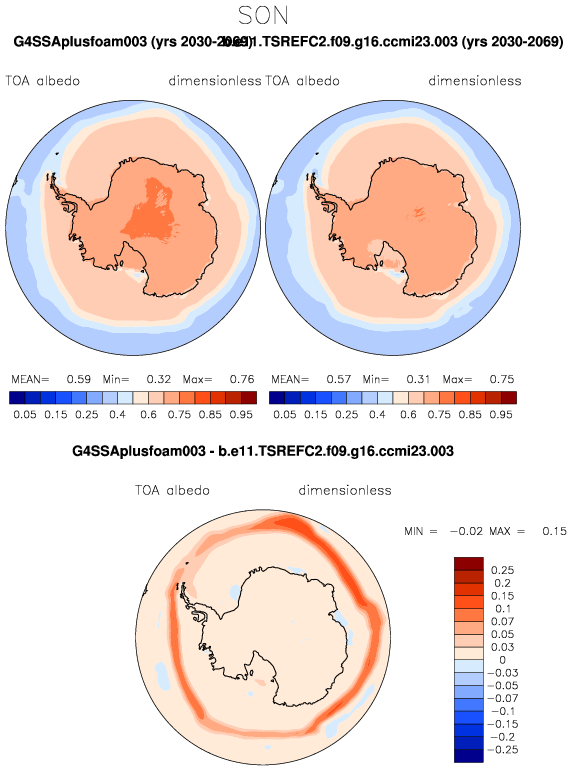 SON
G4SSAplusfoam003 (yrs 2030-2069) b.e11.TSREFC2.f09.g16.ccmi23.003 (yrs 2030-2069)
TOA albedo dimensionless TOA albedo dimensionless
MEAN= 0.59 Min= 0.32 Max= 0.76 MEAN= 0.57 Min= 0.31 Max= 0.75
0.05 0.15 0.25 0.4 0.6 0.75 0.85 0.95 0.05 0.15 0.25 0.4 0.6 0.75 0.85 0.95
G4SSAplusfoam003 - b.e11.TSREFC2.f09.g16.ccmi23.003
TOA albedo dimensionless
MIN = -0.02 MAX = 0.15
0.25
0.2
0.15
0.1
0.07
0.05
0.03
0
-0.03
-0.05
-0.07
-0.1
-0.15
-0.2
-0.25